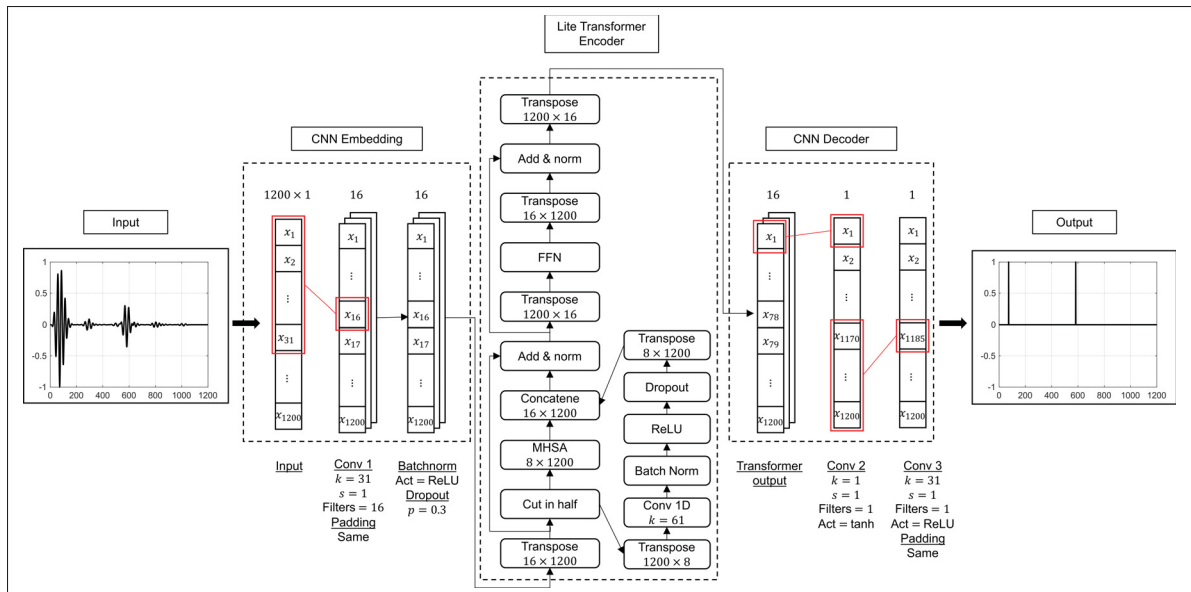 Lite Transformer
Encoder
CNN Embedding
CNN Decoder
Input
1
0.5
0
-0.5
-1
0 200 400 600 800 1000 1200
1200 × 1
16
16
x1
x2
⋮
x31
⋮
x1200
x1
⋮
x16
x17
⋮
x1200
x1
⋮
x16
x17
⋮
x1200
Input
Conv 1
k = 31
s = 1
Filters = 16
Padding
Same
Batchnorm
Act = ReLU
Dropout
p = 0.3
Transpose
1200 × 16
Add & norm
Transpose
16 × 1200
FFN
Transpose
1200 × 16
Add & norm
Concatene
16 × 1200
MHSA
8 × 1200
Cut in half
Transpose
16 × 1200
Transpose
8 × 1200
Dropout
ReLU
Batch Norm
Conv 1D
k = 61
Transpose
1200 × 8
16
1
1
x1
⋮
x78
x79
⋮
x1200
x1
x2
⋮
x1170
⋮
x1200
x1
x2
⋮
x1185
⋮
x1200
Transformer
output
Conv 2
k = 1
s = 1
Filters = 1
Act = tanh
Conv 3
k = 31
s = 1
Filters = 1
Act = ReLU
Padding
Same
Output
1
0.5
0
-0.5
-1
0 200 400 600 800 1000 1200